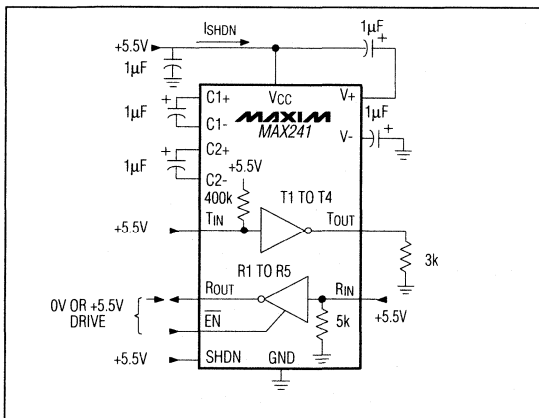 ISHDN
+5.5V
1µF
1µF
VCC
V+
1µF
C1+
1µF
C1-
MAXIM
MAX241
V-
C2+
1µF
C2-
+5.5V
400k
T1 TO T4
+5.5V
TIN
TOUT
3k
R1 TO R5
ROUT
RIN
0V OR +5.5V
DRIVE
EN
5k
+5.5V
+5.5V
SHDN
GND